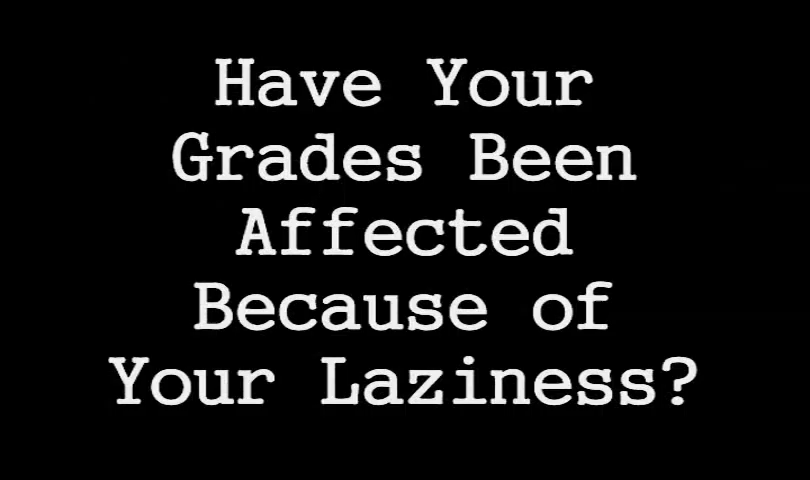 Have Your
Grades Been
Affected
Because of
Your Laziness?